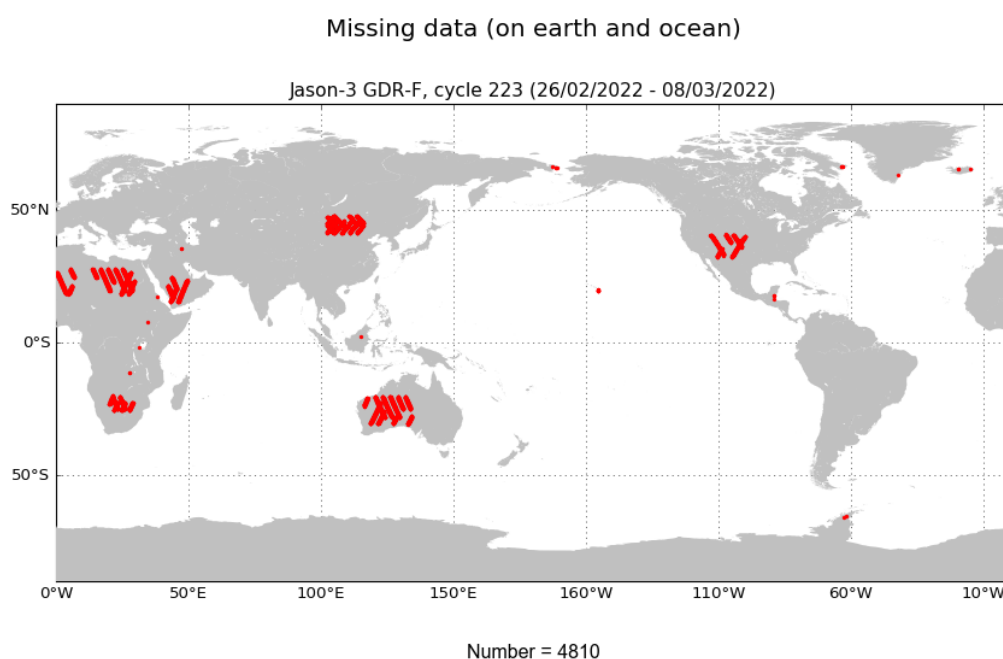 Missing data (on earth and ocean)
Jason-3 GDR-F, cycle 223 (26/02/2022 - 08/03/2022)
50°N
0°S
50°S
0°W 50°E 100°E 150°E 160°W 110°W 60°W 10°W
Number = 4810